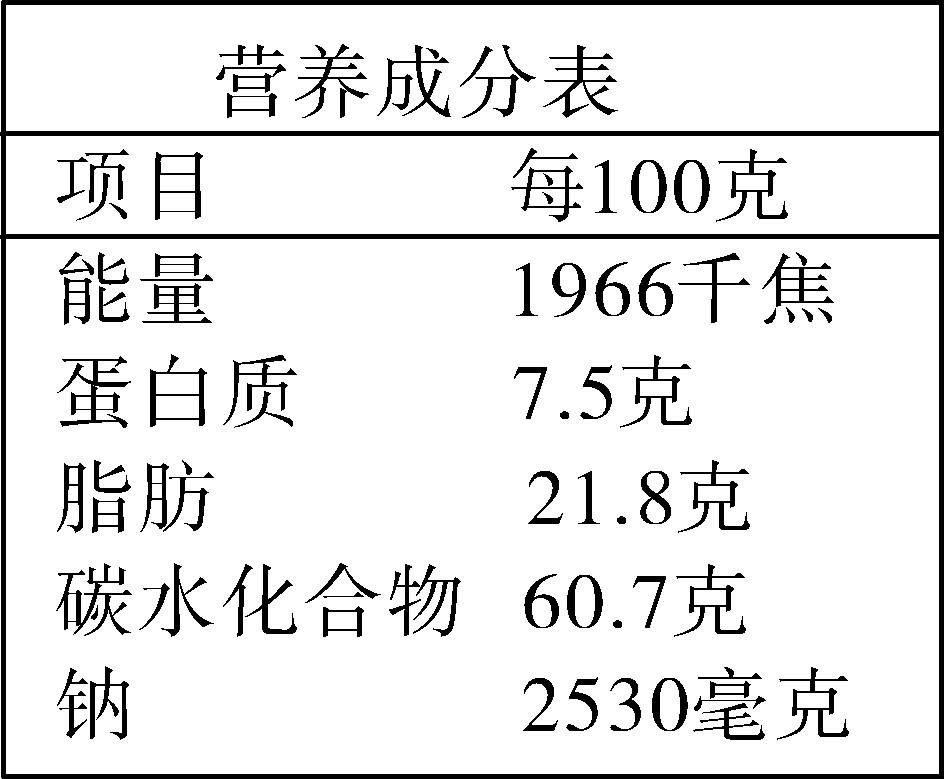 营养成分表
项目 每100克
能量 1966千焦
蛋白质 7.5克
脂肪 21.8克
碳水化合物 60.7克
钠 2530毫克